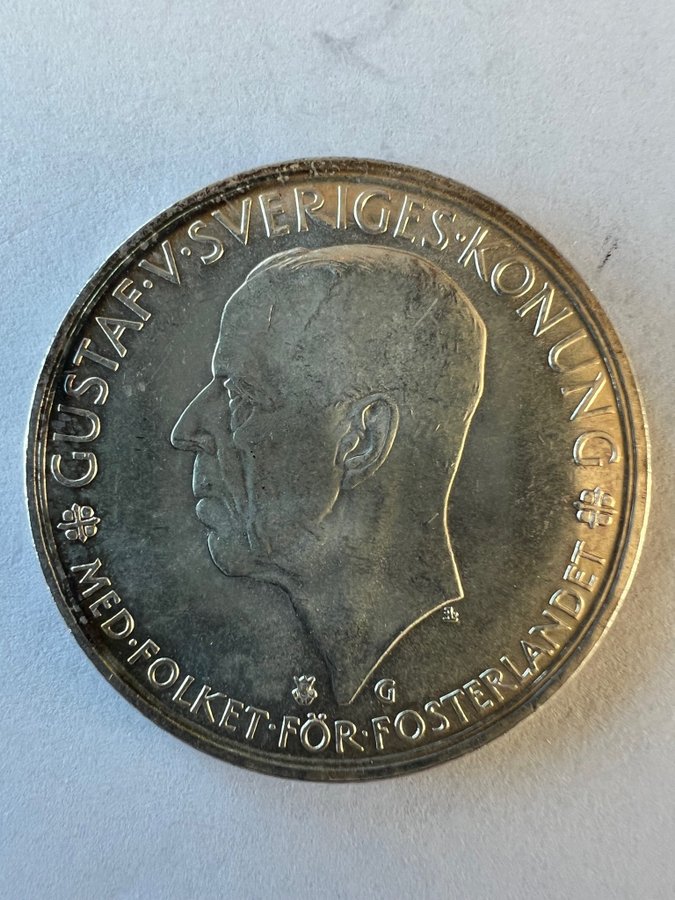 GUSTAF·V·SVERIGES·KONUNG
MED·FOLKET·FÖR·FOSTERLANDET
G